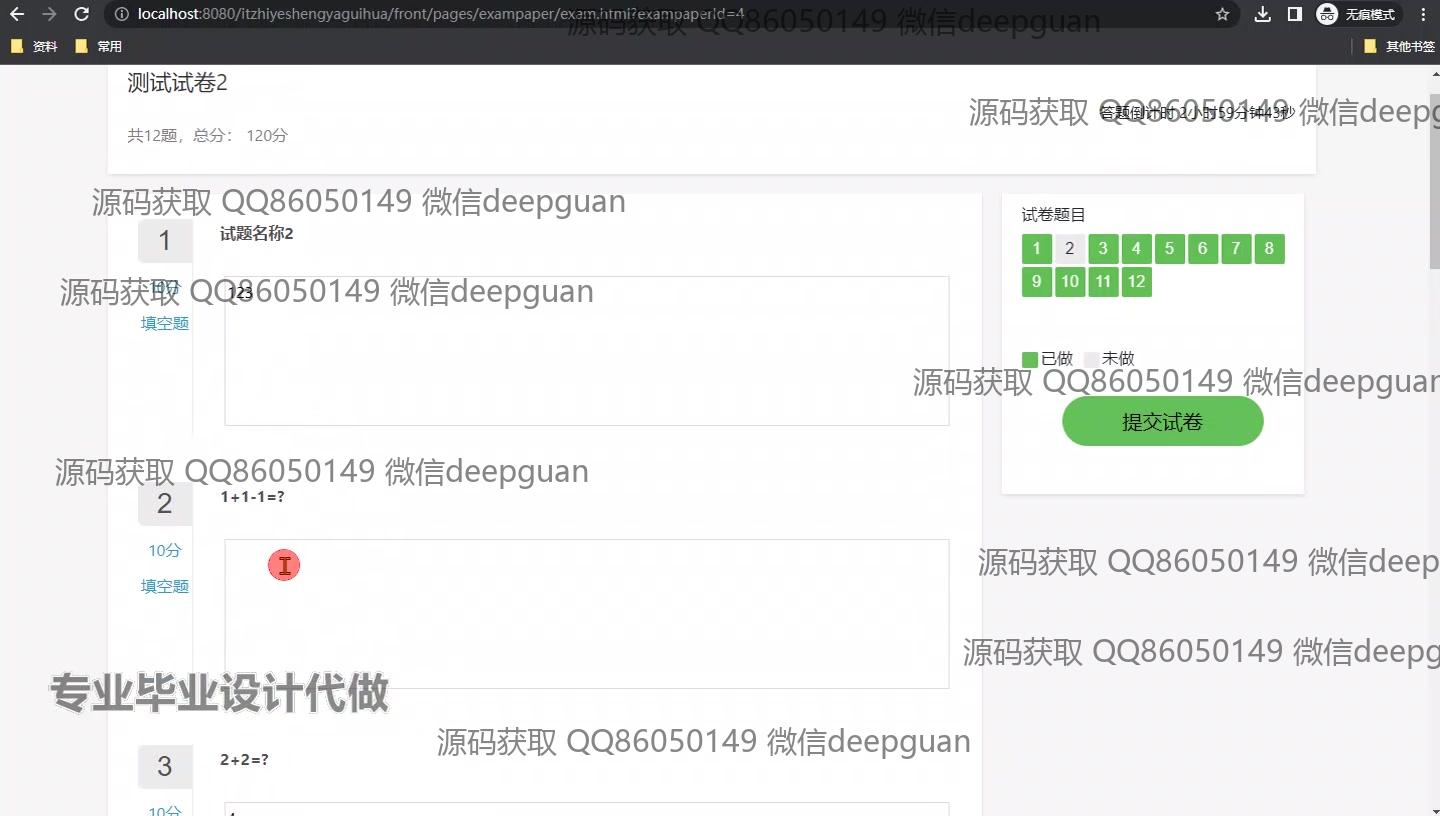 localhost:8080/itzhiyeshengyaguihua/front/pages/exampaper/exam.html?exampaperId=4
无痕模式
资料
常用
其他书签
源码获取 QQ86050149 微信deepguan
测试试卷2
答题倒计时 2小时59分钟43秒
源码获取 QQ86050149 微信deepg
共12题，总分： 120分
源码获取 QQ86050149 微信deepguan
1
试题名称2
10分
123
填空题
源码获取 QQ86050149 微信deepguan
试卷题目
1 2 3 4 5 6 7 8
9 10 11 12
已做 未做
源码获取 QQ86050149 微信deepguan
提交试卷
源码获取 QQ86050149 微信deepguan
2
1+1-1=?
10分
填空题
源码获取 QQ86050149 微信deep
源码获取 QQ86050149 微信deepg
专业毕业设计代做
源码获取 QQ86050149 微信deepguan
3
2+2=?
10分